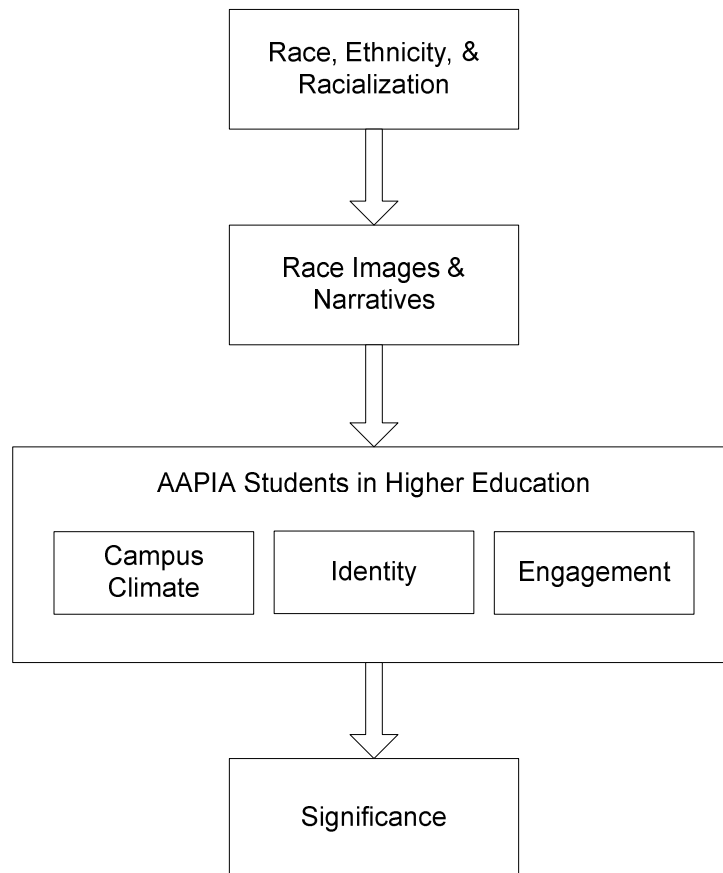 Race, Ethnicity, &
Racialization
Race Images &
Narratives
AAPIA Students in Higher Education
Campus
Climate
Identity
Engagement
Significance